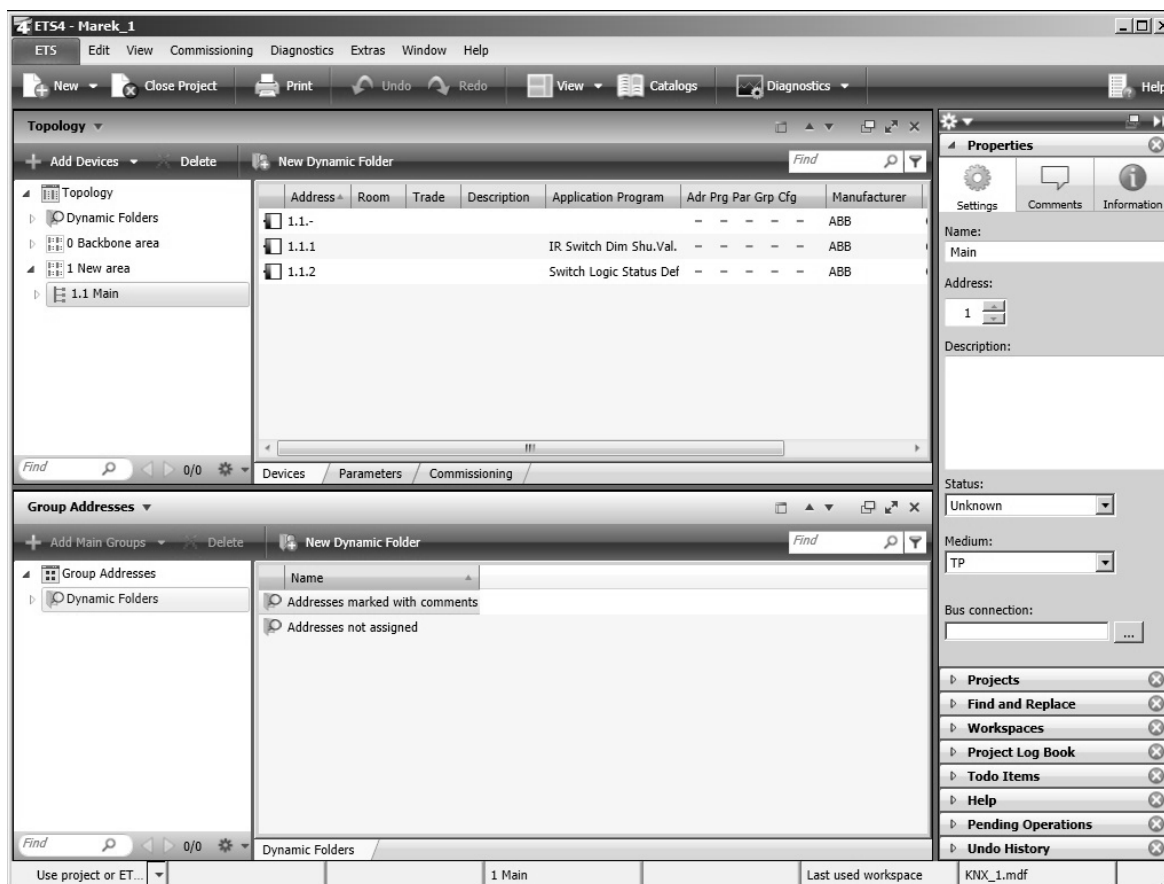 ETS4 - Marek_1
ETS Edit View Commissioning Diagnostics Extras Window Help
New Close Project Print Undo Redo View Catalogs Diagnostics Help
Topology
Add Devices Delete New Dynamic Folder Find
Topology
Dynamic Folders
0 Backbone area
1 New area
1.1 Main
Find 0/0
Address Room Trade Description Application Program Adr Prg Par Grp Cfg Manufacturer
1.1.- – – – – – ABB
1.1.1 IR Switch Dim Shu.Val. – – – – – ABB
1.1.2 Switch Logic Status Def – – – – – ABB
Devices Parameters Commissioning
Group Addresses
Add Main Groups Delete New Dynamic Folder Find
Group Addresses
Dynamic Folders
Find 0/0
Name
Addresses marked with comments
Addresses not assigned
Dynamic Folders
Properties
Settings Comments Information
Name:
Main
Address:
1
Description:
Status:
Unknown
Medium:
TP
Bus connection:
...
Projects
Find and Replace
Workspaces
Project Log Book
Todo Items
Help
Pending Operations
Undo History
Use project or ET... 1 Main Last used workspace KNX_1.mdf